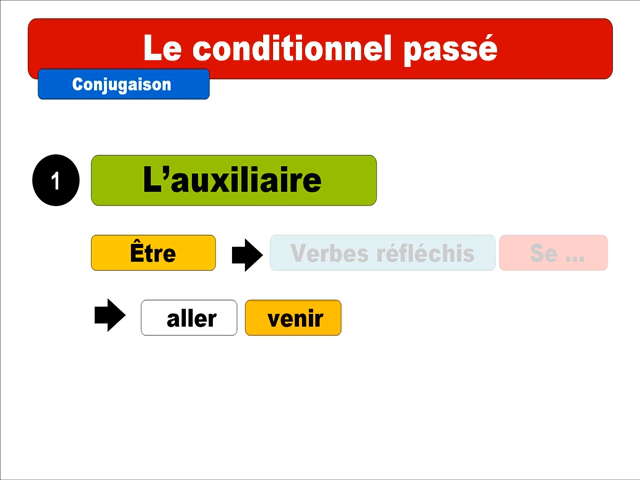 Le conditionnel passé
Conjugaison
1 L’auxiliaire
Être Verbes réfléchis Se ...
aller venir